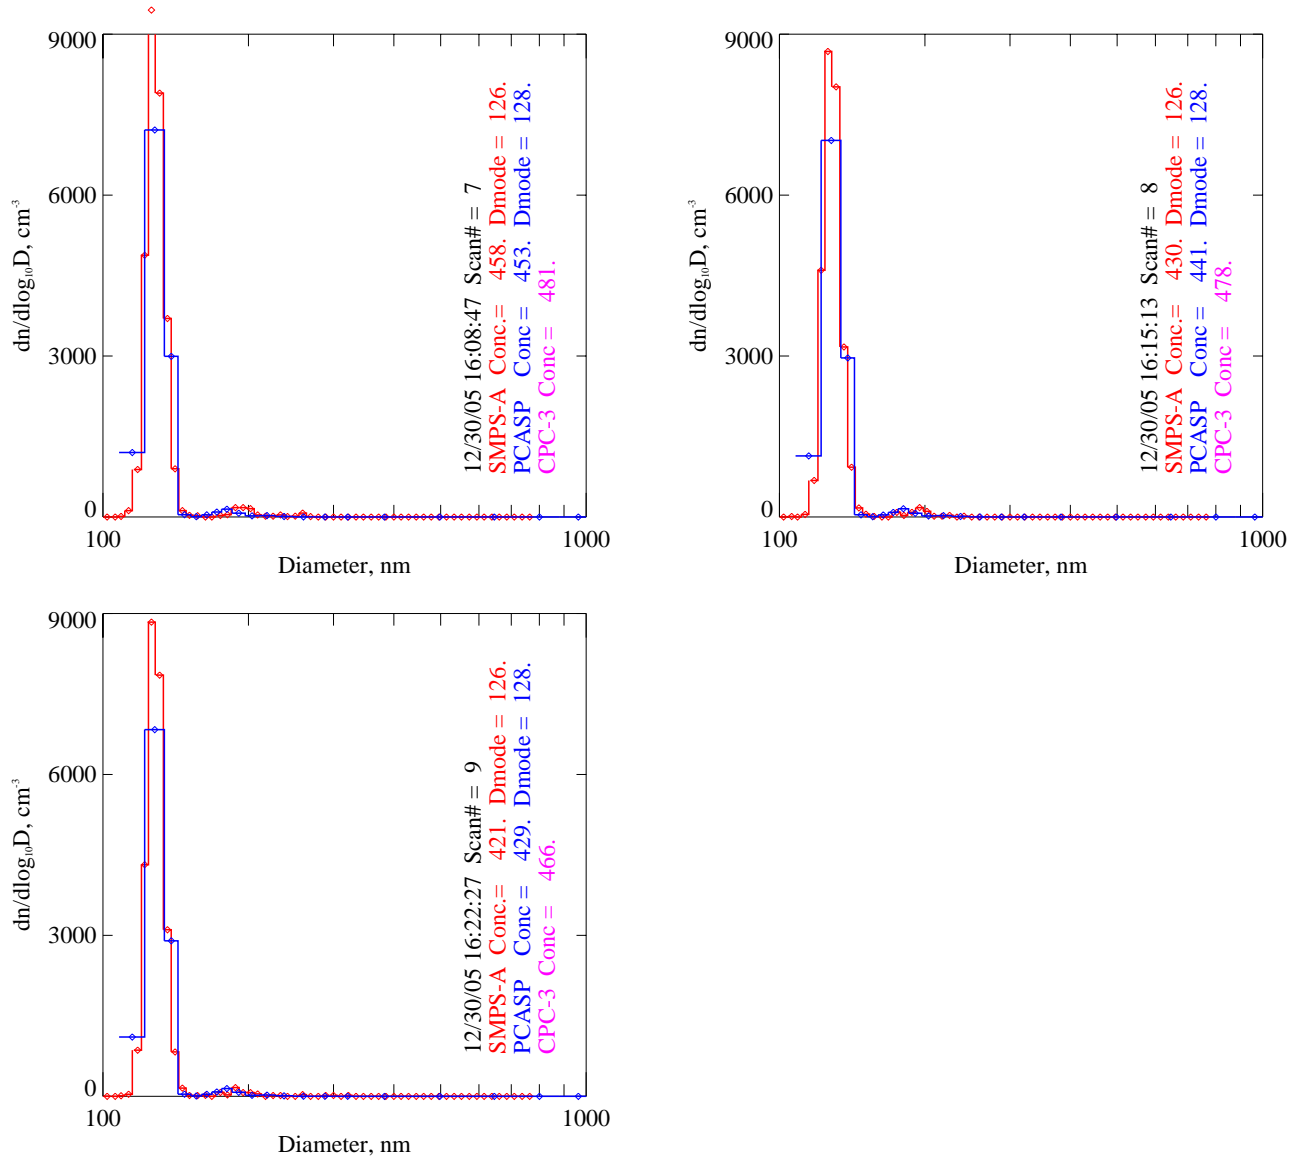 9000
6000
3000
0
100
1000
dn/dlog₁₀D, cm⁻³
Diameter, nm
12/30/05 16:08:47 Scan# = 7
SMPS-A Conc.= 458. Dmode = 126.
PCASP Conc = 453. Dmode = 128.
CPC-3 Conc = 481.
9000
6000
3000
0
100
1000
dn/dlog₁₀D, cm⁻³
Diameter, nm
12/30/05 16:15:13 Scan# = 8
SMPS-A Conc.= 430. Dmode = 126.
PCASP Conc = 441. Dmode = 128.
CPC-3 Conc = 478.
9000
6000
3000
0
100
1000
dn/dlog₁₀D, cm⁻³
Diameter, nm
12/30/05 16:22:27 Scan# = 9
SMPS-A Conc.= 421. Dmode = 126.
PCASP Conc = 429. Dmode = 128.
CPC-3 Conc = 466.